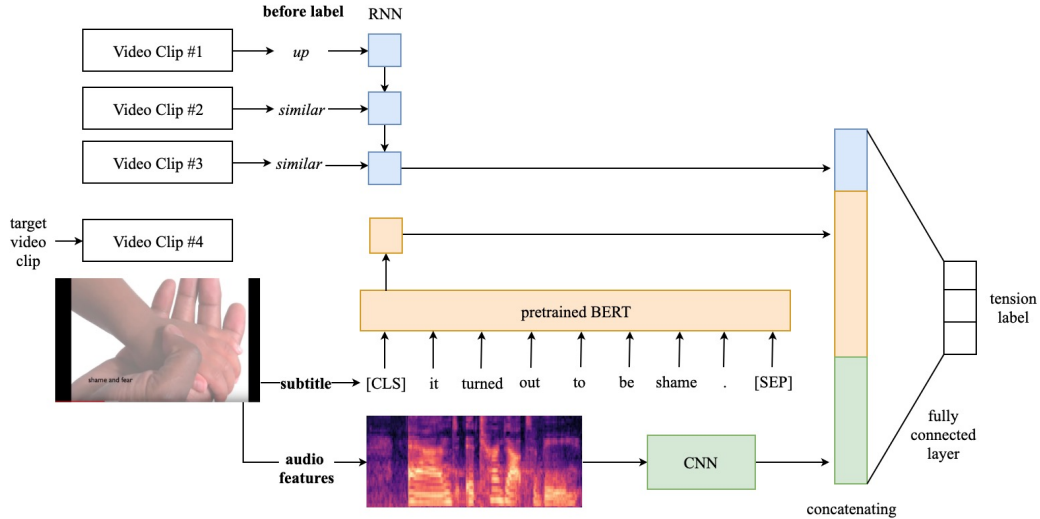 before label
RNN
Video Clip #1
up
Video Clip #2
similar
Video Clip #3
similar
target
video
clip
Video Clip #4
pretrained BERT
tension
label
shame and fear
subtitle
[CLS] it turned out to be shame . [SEP]
audio
features
CNN
fully
connected
layer
concatenating